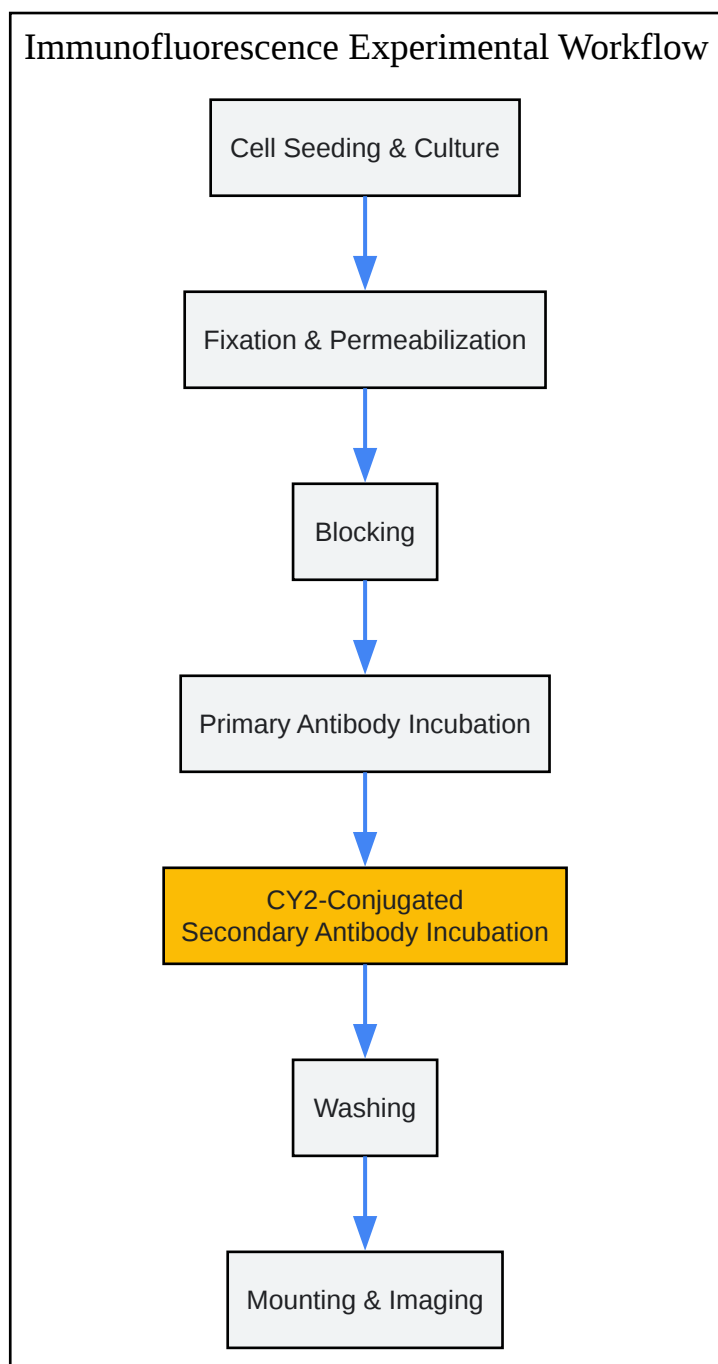 Immunofluorescence Experimental Workflow
Cell Seeding & Culture
Fixation & Permeabilization
Blocking
Primary Antibody Incubation
CY2-Conjugated
Secondary Antibody Incubation
Washing
Mounting & Imaging